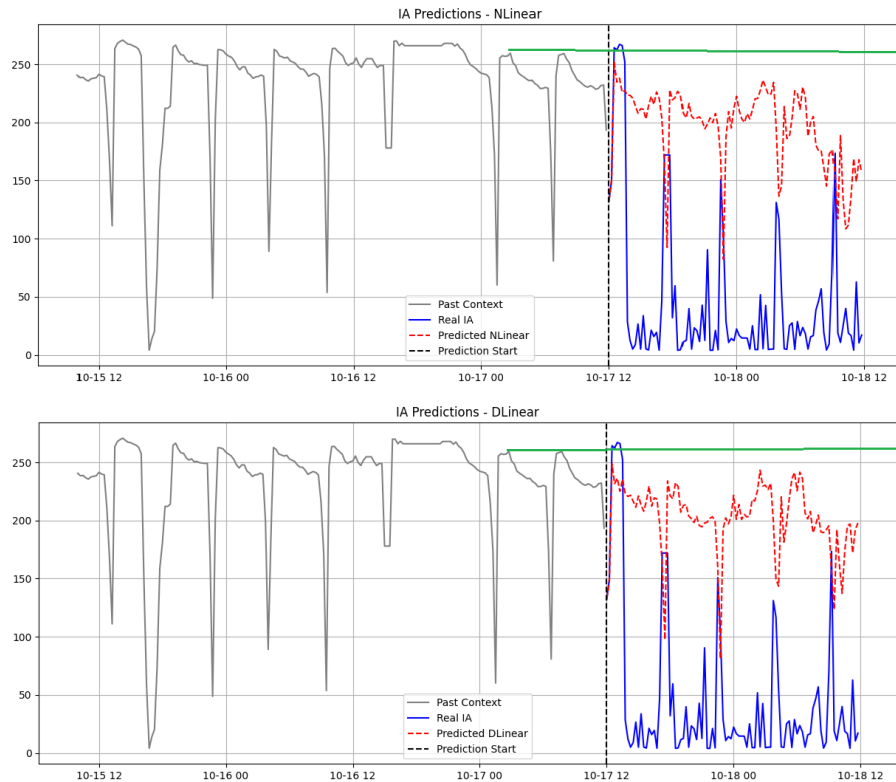 IA Predictions - NLinear
250
200
150
100
50
0
Past Context
Real IA
Predicted NLinear
Prediction Start
10-15 12
10-16 00
10-16 12
10-17 00
10-17 12
10-18 00
10-18 12
IA Predictions - DLinear
250
200
150
100
50
0
Past Context
Real IA
Predicted DLinear
Prediction Start
10-15 12
10-16 00
10-16 12
10-17 00
10-17 12
10-18 00
10-18 12